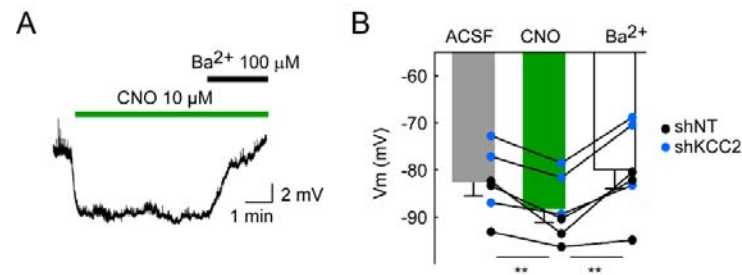 A
Ba2+ 100 μM
CNO 10 μM
2 mV
1 min
B
ACSF CNO Ba2+
-60
-70
-80
-90
Vm (mV)
shNT
shKCC2
** **